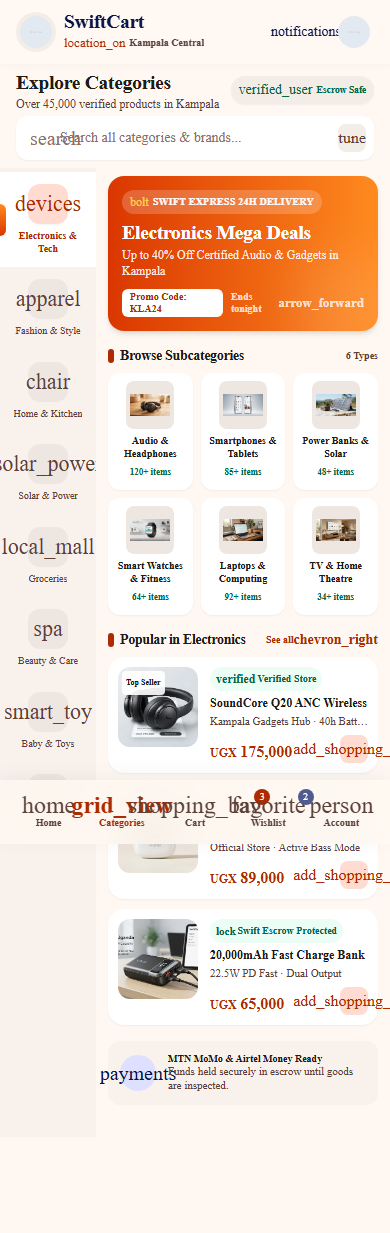 SwiftCart
location_on Kampala Central
notifications
Explore Categories
Over 45,000 verified products in Kampala
verified_user Escrow Safe
search
Search all categories & brands...
tune
devices
Electronics &
Tech
apparel
Fashion & Style
chair
Home & Kitchen
solar_power
Solar & Power
local_mall
Groceries
spa
Beauty & Care
smart_toy
Baby & Toys
bolt SWIFT EXPRESS 24H DELIVERY
Electronics Mega Deals
Up to 40% Off Certified Audio & Gadgets in
Kampala
Promo Code:
KLA24
Ends
tonight
arrow_forward
Browse Subcategories
6 Types
Audio &
Headphones
120+ items
Smartphones &
Tablets
85+ items
Power Banks &
Solar
48+ items
Smart Watches
& Fitness
64+ items
Laptops &
Computing
92+ items
TV & Home
Theatre
34+ items
Popular in Electronics
See all chevron_right
Top Seller
verified Verified Store
SoundCore Q20 ANC Wireless
Kampala Gadgets Hub · 40h Batt...
UGX 175,000
add_shopping_
home
Home
grid_view
Categories
shopping_bag
Cart
favorite
3
Wishlist
person
2
Account
Official Store · Active Bass Mode
UGX 89,000
add_shopping_
lock Swift Escrow Protected
20,000mAh Fast Charge Bank
22.5W PD Fast · Dual Output
UGX 65,000
add_shopping_
payments
MTN MoMo & Airtel Money Ready
Funds held securely in escrow until goods
are inspected.